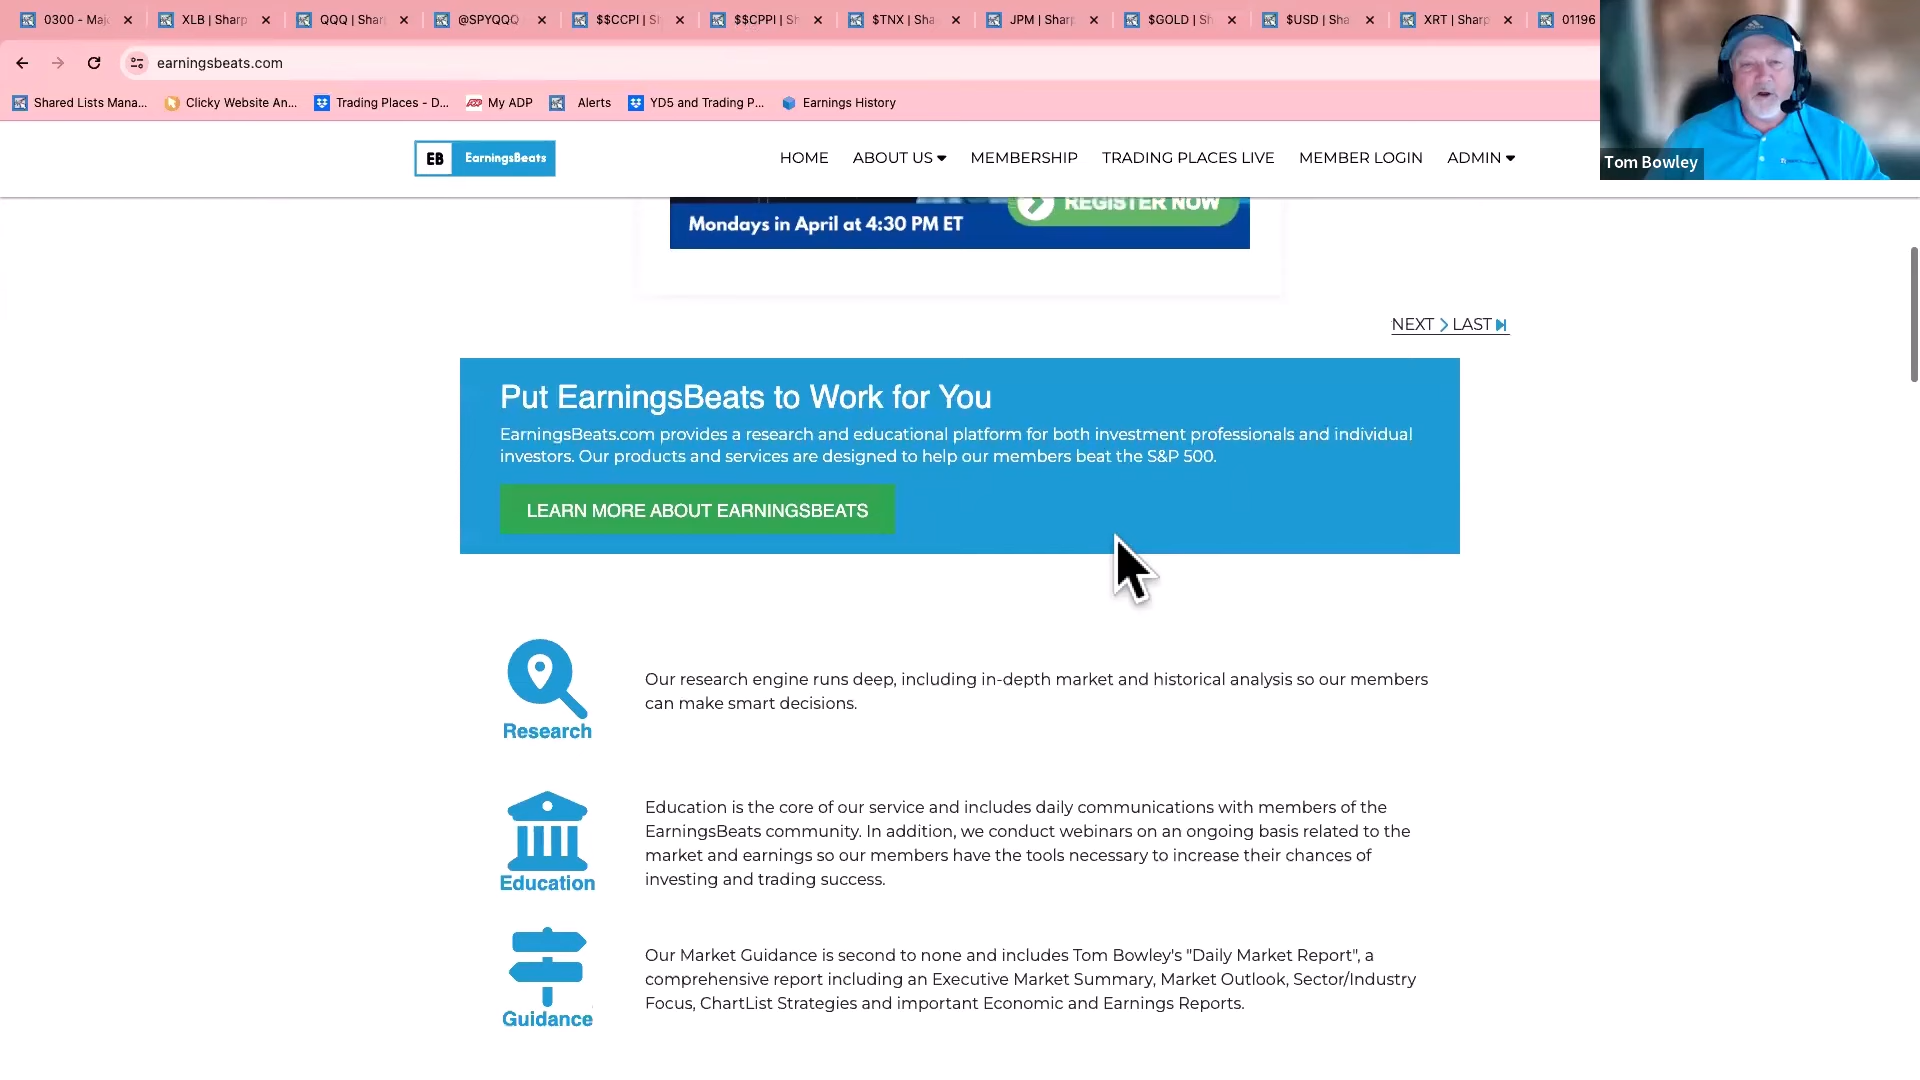 0300 - Maj
XLB | Sharp
QQQ | Shar
@SPYQQQ
$$CCPI | S
$$CPPI | Sh
$TNX | Sha
JPM | Sharp
$GOLD | Sh
$USD | Sha
XRT | Sharp
01196
earningsbeats.com
Shared Lists Mana...
Clicky Website An...
Trading Places - D...
My ADP
Alerts
YD5 and Trading P...
Earnings History
EB EarningsBeats
HOME
ABOUT US
MEMBERSHIP
TRADING PLACES LIVE
MEMBER LOGIN
ADMIN
Tom Bowley
REGISTER NOW
Mondays in April at 4:30 PM ET
NEXT
LAST
Put EarningsBeats to Work for You
EarningsBeats.com provides a research and educational platform for both investment professionals and individual
investors. Our products and services are designed to help our members beat the S&P 500.
LEARN MORE ABOUT EARNINGSBEATS
Our research engine runs deep, including in-depth market and historical analysis so our members
can make smart decisions.
Research
Education is the core of our service and includes daily communications with members of the
EarningsBeats community. In addition, we conduct webinars on an ongoing basis related to the
market and earnings so our members have the tools necessary to increase their chances of
investing and trading success.
Education
Our Market Guidance is second to none and includes Tom Bowley's "Daily Market Report", a
comprehensive report including an Executive Market Summary, Market Outlook, Sector/Industry
Focus, ChartList Strategies and important Economic and Earnings Reports.
Guidance